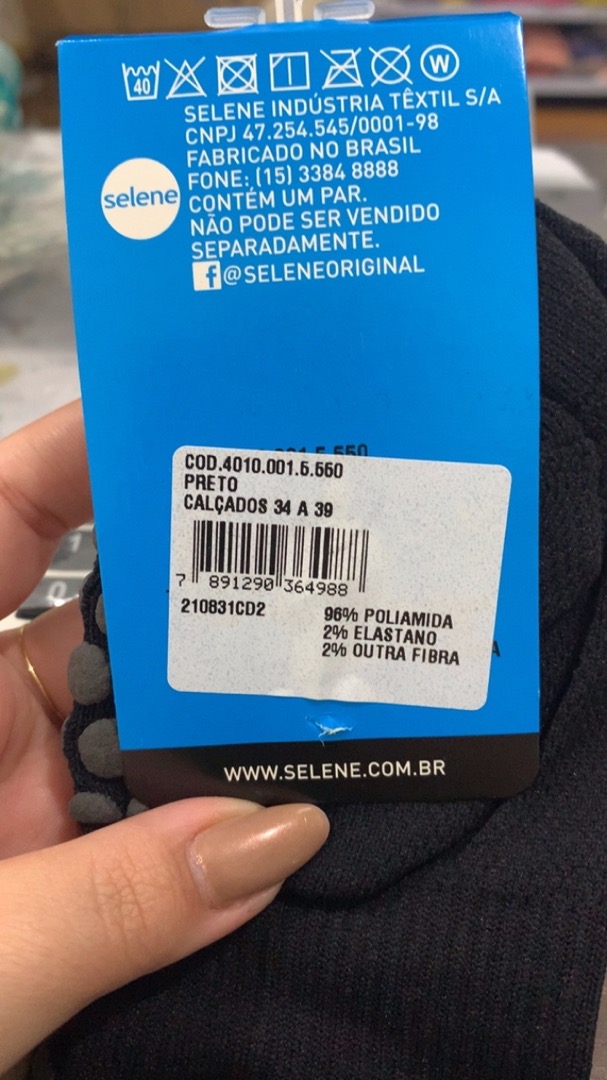 40
W
SELENE INDÚSTRIA TÊXTIL S/A
CNPJ 47.254.545/0001-98
FABRICADO NO BRASIL
FONE: (15) 3384 8888
selene
CONTÉM UM PAR.
NÃO PODE SER VENDIDO
SEPARADAMENTE.
f @SELENEORIGINAL
COD.4010.001.5.550
PRETO
CALÇADOS 34 A 39
7 891290 364988
210831CD2
96% POLIAMIDA
2% ELASTANO
2% OUTRA FIBRA
WWW.SELENE.COM.BR